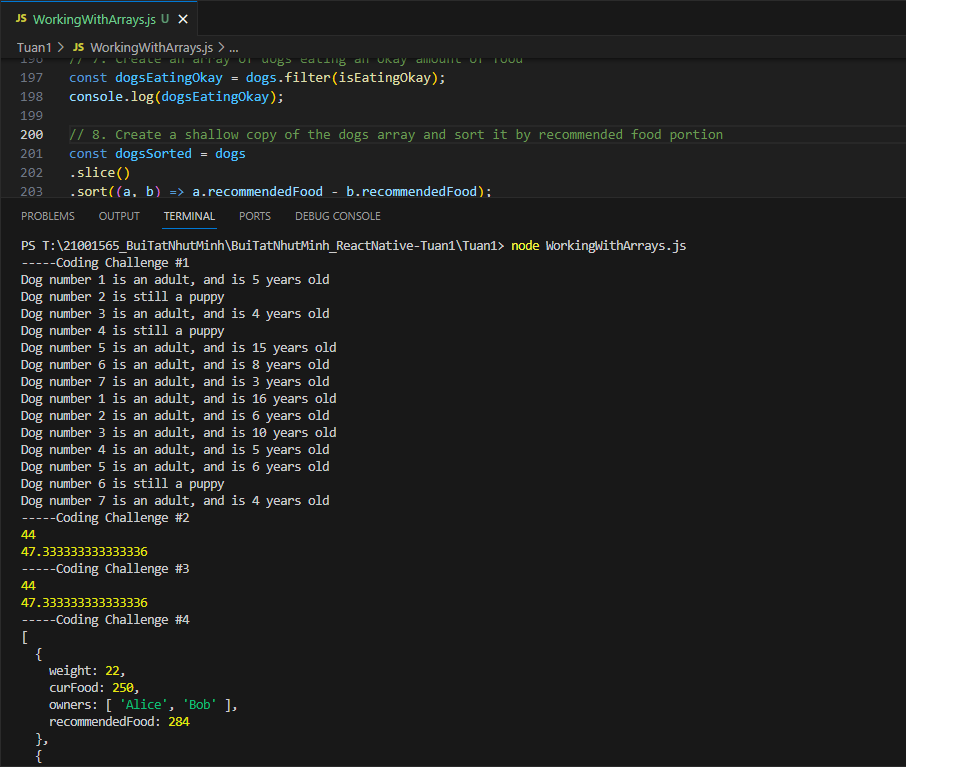 JS WorkingWithArrays.js U ×
Tuan1 > JS WorkingWithArrays.js > ...
196 // 7. Create an array of dogs eating an okay amount of food
197 const dogsEatingOkay = dogs.filter(isEatingOkay);
198 console.log(dogsEatingOkay);
199
200 // 8. Create a shallow copy of the dogs array and sort it by recommended food portion
201 const dogsSorted = dogs
202 .slice()
203 .sort((a, b) => a.recommendedFood - b.recommendedFood);
PROBLEMS OUTPUT TERMINAL PORTS DEBUG CONSOLE
PS T:\21001565_BuiTatNhutMinh\BuiTatNhutMinh_ReactNative-Tuan1\Tuan1> node WorkingWithArrays.js
-----Coding Challenge #1
Dog number 1 is an adult, and is 5 years old
Dog number 2 is still a puppy
Dog number 3 is an adult, and is 4 years old
Dog number 4 is still a puppy
Dog number 5 is an adult, and is 15 years old
Dog number 6 is an adult, and is 8 years old
Dog number 7 is an adult, and is 3 years old
Dog number 1 is an adult, and is 16 years old
Dog number 2 is an adult, and is 6 years old
Dog number 3 is an adult, and is 10 years old
Dog number 4 is an adult, and is 5 years old
Dog number 5 is an adult, and is 6 years old
Dog number 6 is still a puppy
Dog number 7 is an adult, and is 4 years old
-----Coding Challenge #2
44
47.333333333333336
-----Coding Challenge #3
44
47.333333333333336
-----Coding Challenge #4
[
{
weight: 22,
curFood: 250,
owners: [ 'Alice', 'Bob' ],
recommendedFood: 284
},
{